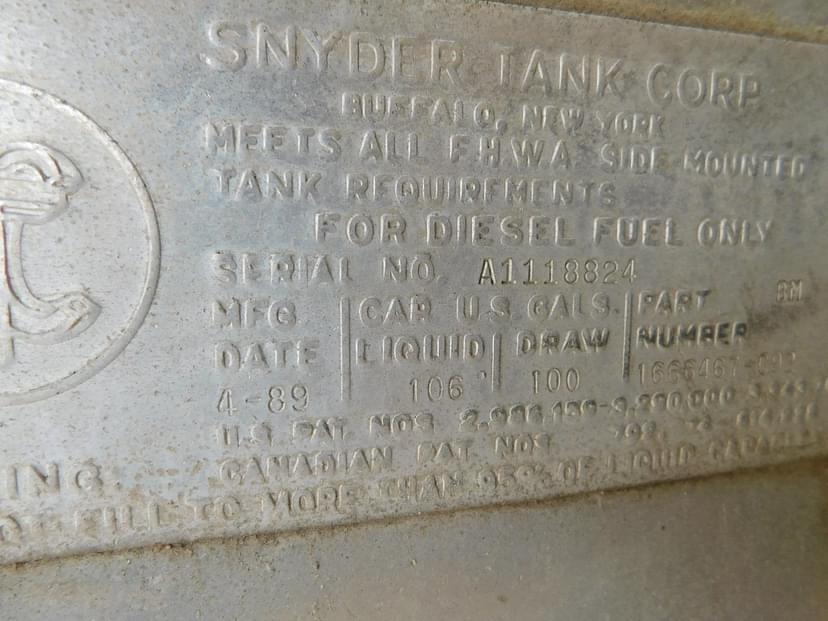 SNYDER TANK CORP.
BUFFALO, NEW YORK
MEETS ALL F.H.W.A. SIDE MOUNTED
TANK REQUIREMENTS
FOR DIESEL FUEL ONLY
SERIAL NO. A1118824
MFG. CAP. U.S. GALS. PART BM
DATE LIQUID DRAW NUMBER
4-89 106 100
U.S. PAT. NOS.
ING. CANADIAN PAT. NOS.
FILL TO MORE THAN 95% OF LIQUID CAPACITY